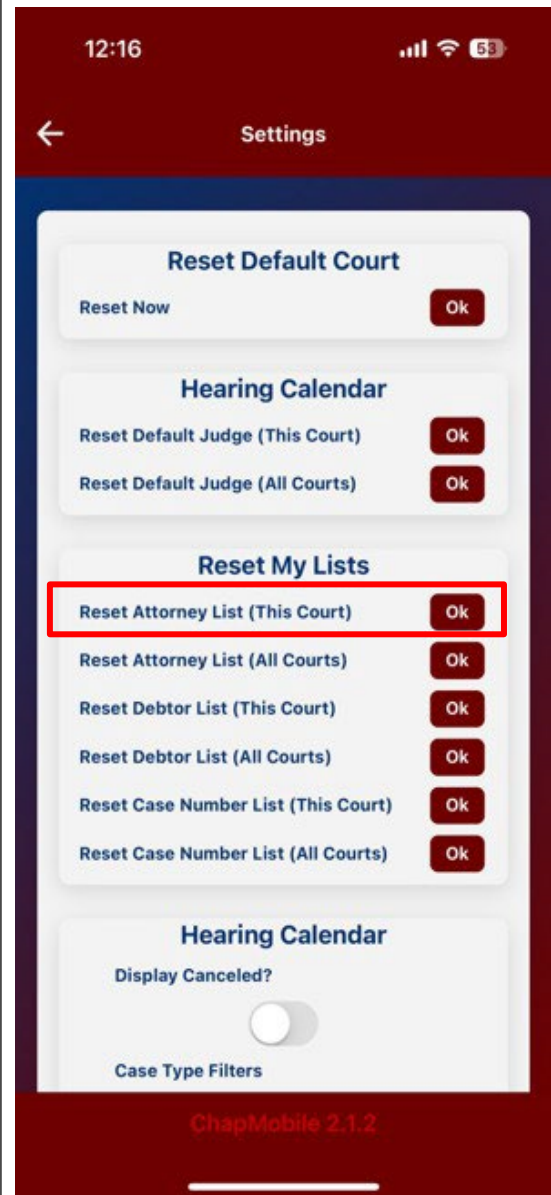 12:16
53
Settings
Reset Default Court
Reset Now Ok
Hearing Calendar
Reset Default Judge (This Court) Ok
Reset Default Judge (All Courts) Ok
Reset My Lists
Reset Attorney List (This Court) Ok
Reset Attorney List (All Courts) Ok
Reset Debtor List (This Court) Ok
Reset Debtor List (All Courts) Ok
Reset Case Number List (This Court) Ok
Reset Case Number List (All Courts) Ok
Hearing Calendar
Display Canceled?
Case Type Filters
ChapMobile 2.1.2